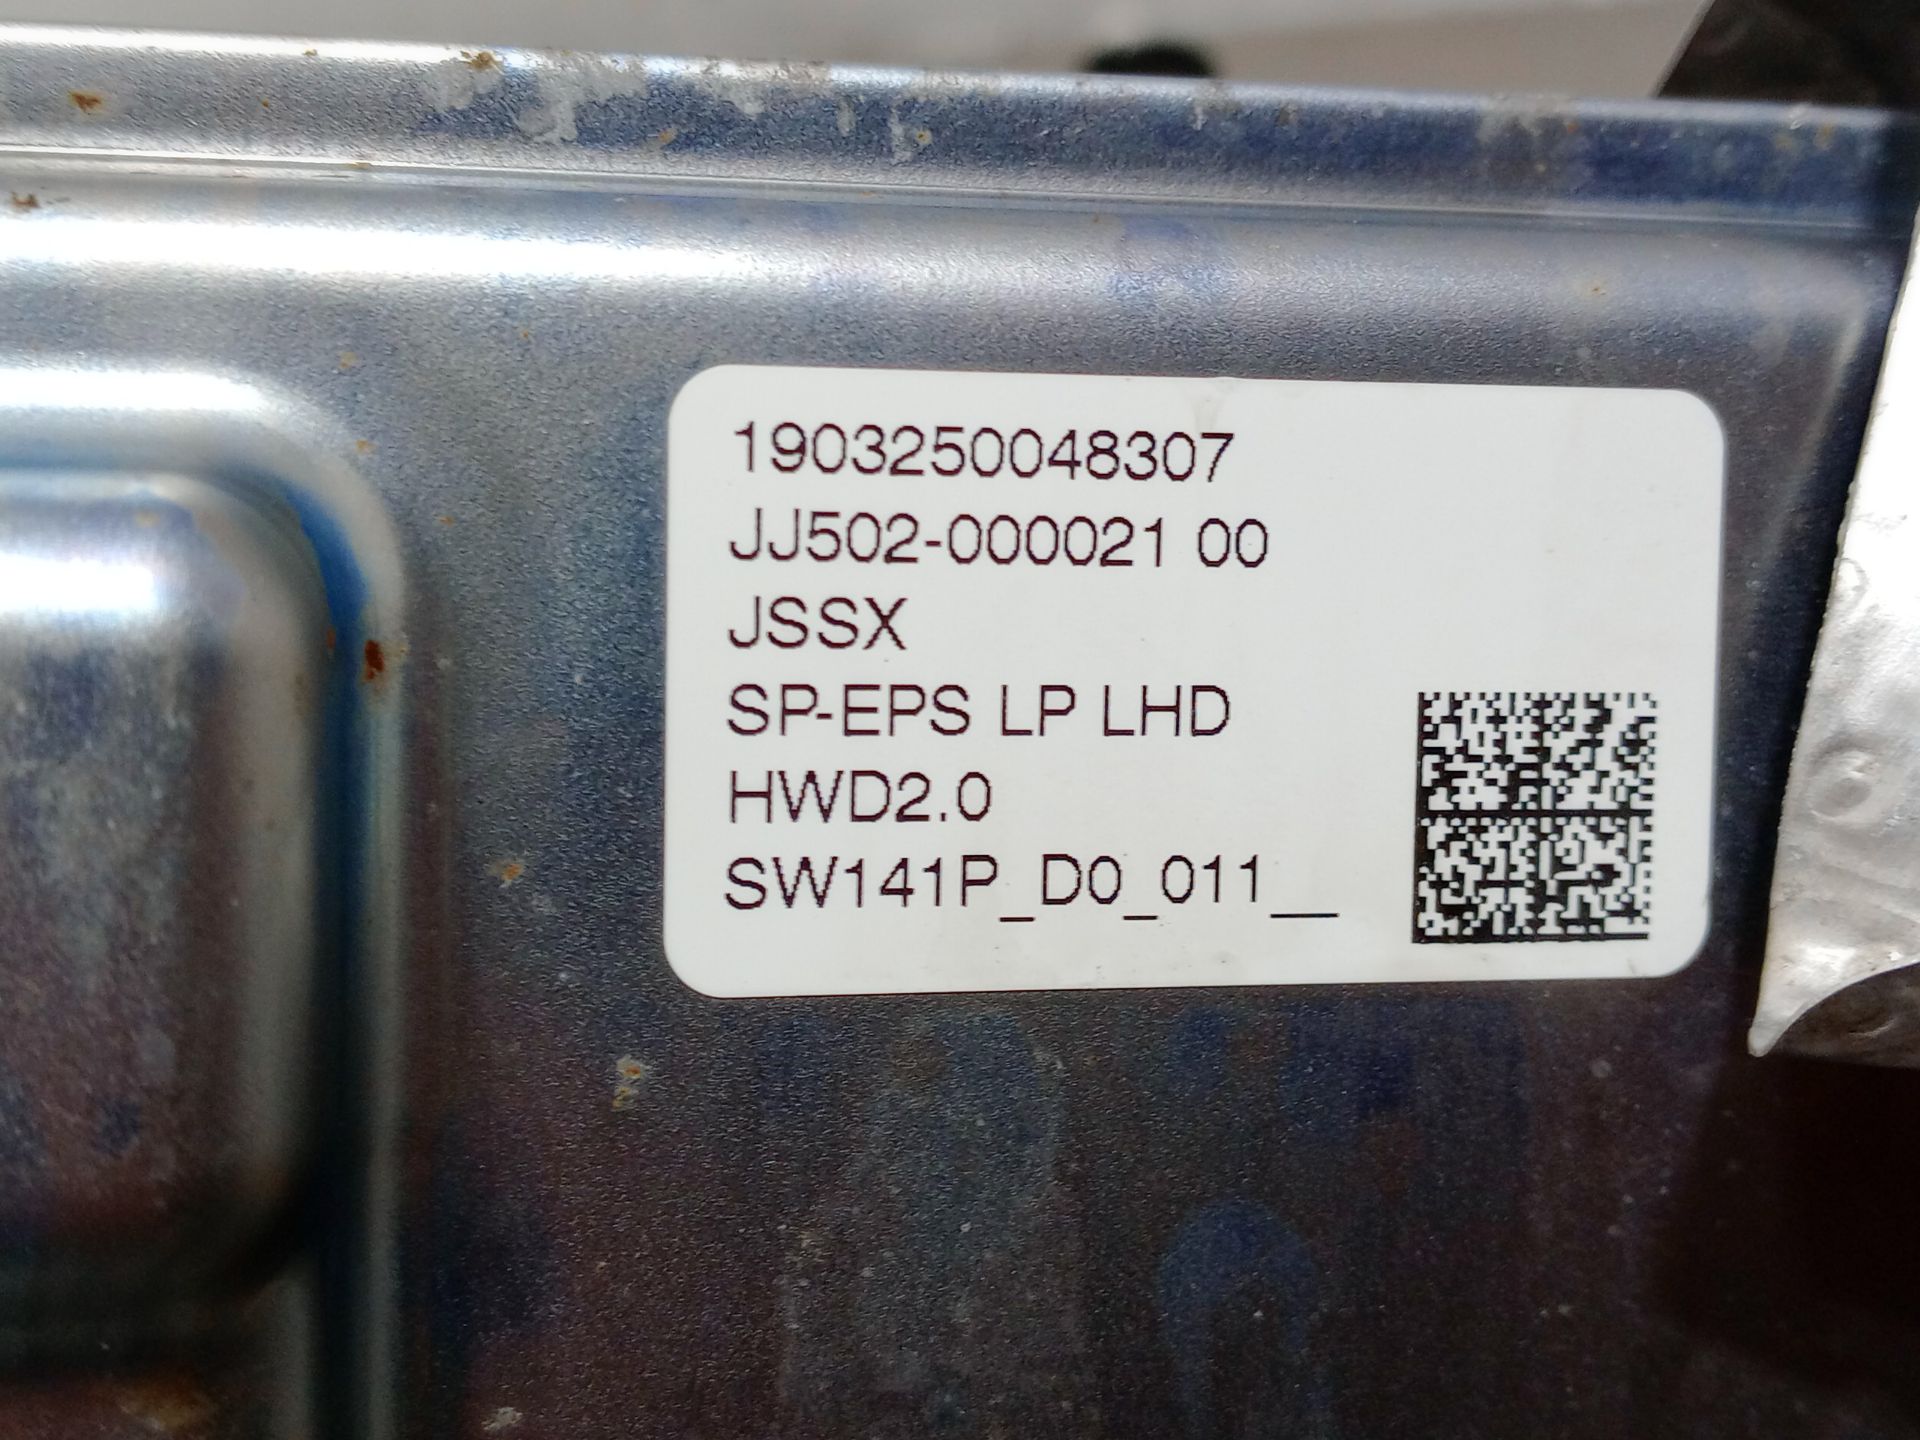 1903250048307
JJ502-000021 00
JSSX
SP-EPS LP LHD
HWD2.0
SW141P_D0_011__